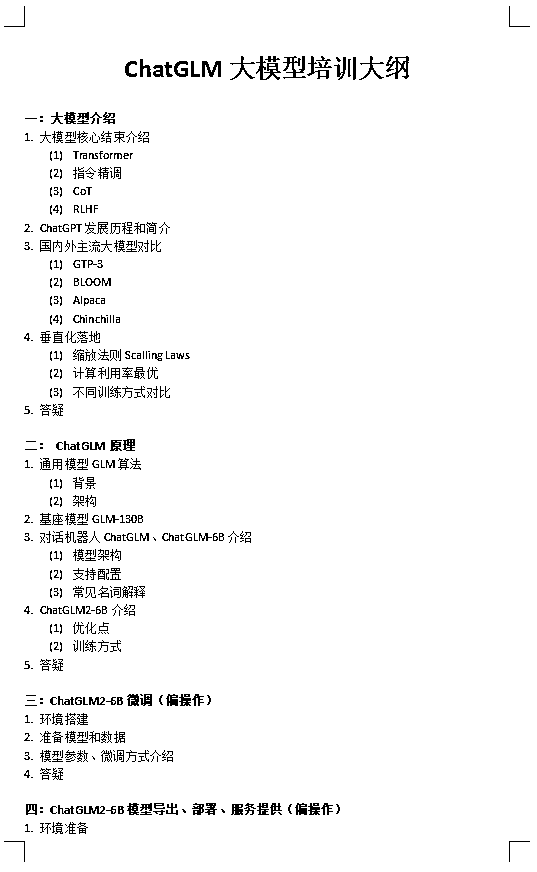 ChatGLM 大模型培训大纲
一：大模型介绍
1. 大模型核心结束介绍
(1) Transformer
(2) 指令精调
(3) CoT
(4) RLHF
2. ChatGPT 发展历程和简介
3. 国内外主流大模型对比
(1) GTP-3
(2) BLOOM
(3) Alpaca
(4) Chinchilla
4. 垂直化落地
(1) 缩放法则 Scalling Laws
(2) 计算利用率最优
(3) 不同训练方式对比
5. 答疑
二： ChatGLM 原理
1. 通用模型 GLM 算法
(1) 背景
(2) 架构
2. 基座模型 GLM-130B
3. 对话机器人 ChatGLM、ChatGLM-6B 介绍
(1) 模型架构
(2) 支持配置
(3) 常见名词解释
4. ChatGLM2-6B 介绍
(1) 优化点
(2) 训练方式
5. 答疑
三：ChatGLM2-6B 微调（偏操作）
1. 环境搭建
2. 准备模型和数据
3. 模型参数、微调方式介绍
4. 答疑
四：ChatGLM2-6B 模型导出、部署、服务提供（偏操作）
1. 环境准备